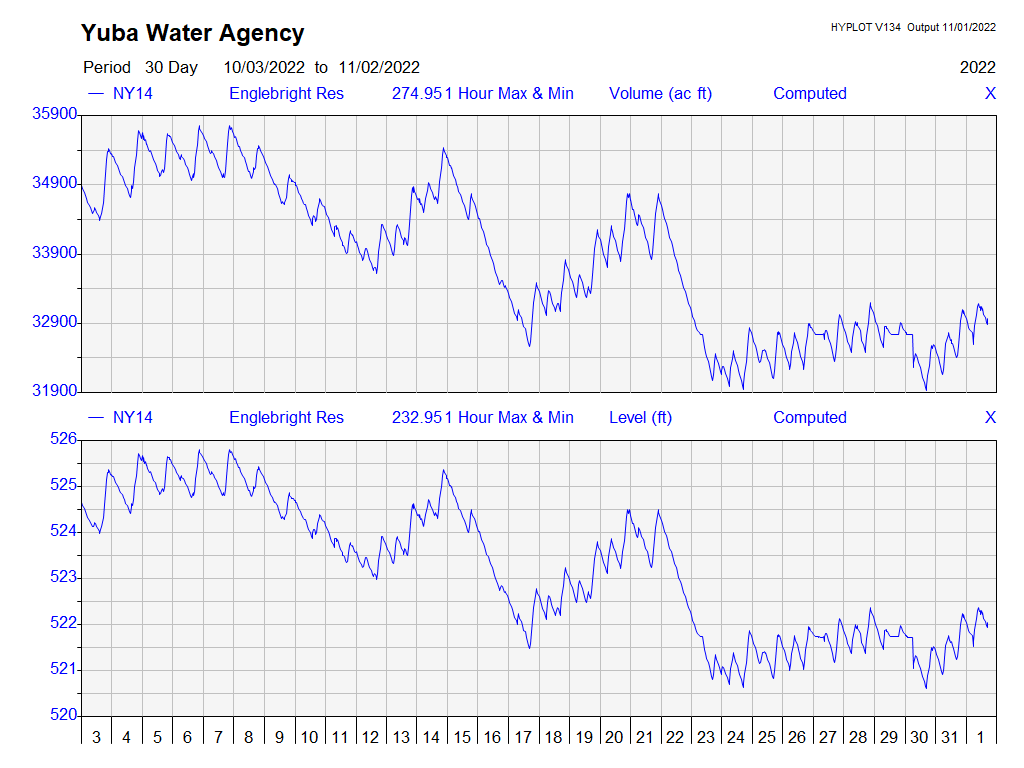 Yuba Water Agency
HYPLOT V134 Output 11/01/2022
Period 30 Day 10/03/2022 to 11/02/2022 2022
— NY14 Englebright Res 274.951 Hour Max & Min Volume (ac ft) Computed X
35900
34900
33900
32900
31900
— NY14 Englebright Res 232.951 Hour Max & Min Level (ft) Computed X
526
525
524
523
522
521
520
3 4 5 6 7 8 9 10 11 12 13 14 15 16 17 18 19 20 21 22 23 24 25 26 27 28 29 30 31 1